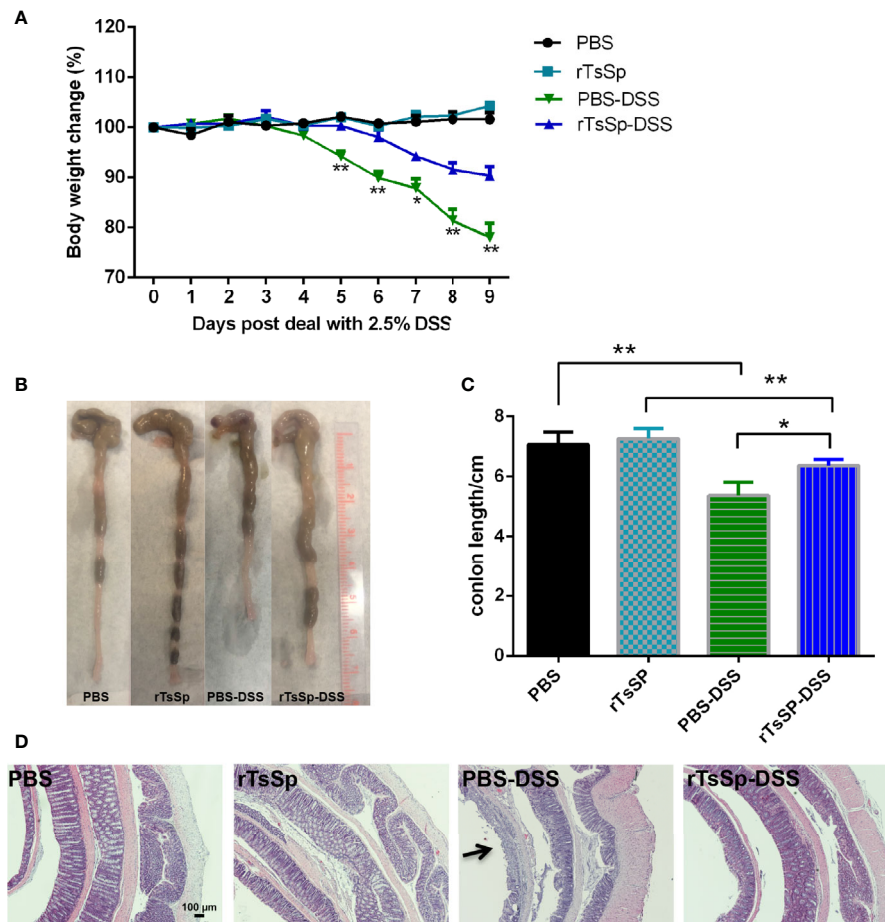 A
Body weight change (%)
120
110
100
90
80
70
0 1 2 3 4 5 6 7 8 9
Days post deal with 2.5% DSS
PBS
rTsSp
PBS-DSS
rTsSp-DSS
**
**
*
**
**
B
PBS
rTsSp
PBS-DSS
rTsSp-DSS
C
conlon length/cm
8
6
4
2
0
**
**
*
PBS
rTsSP
PBS-DSS
rTsSP-DSS
D
PBS
100 µm
rTsSp
PBS-DSS
rTsSp-DSS